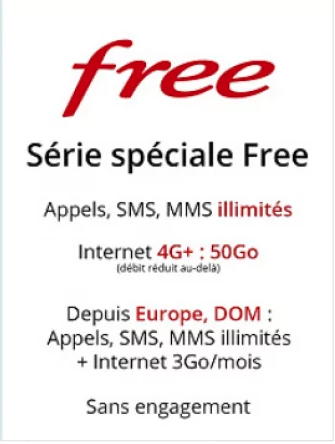 free
Série spéciale Free
Appels, SMS, MMS illimités
Internet 4G+ : 50Go
(débit réduit au-delà)
Depuis Europe, DOM :
Appels, SMS, MMS illimités
+ Internet 3Go/mois
Sans engagement